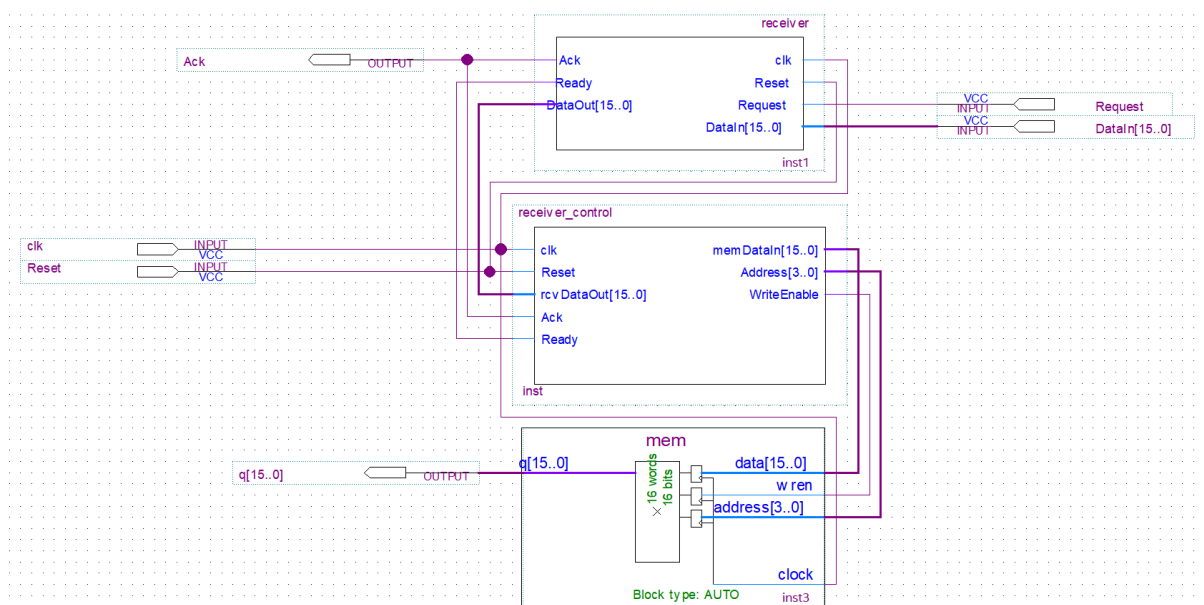 receiver
Ack
OUTPUT
Ack
clk
Ready
Reset
DataOut[15..0]
Request
DataIn[15..0]
VCC
INPUT
Request
VCC
INPUT
DataIn[15..0]
inst1
receiver_control
clk
INPUT
VCC
Reset
INPUT
VCC
clk
memDataIn[15..0]
Reset
Address[3..0]
rcvDataOut[15..0]
WriteEnable
Ack
Ready
inst
mem
q[15..0]
OUTPUT
q[15..0]
16 words
×
16 bits
data[15..0]
wren
address[3..0]
clock
Block type: AUTO
inst3